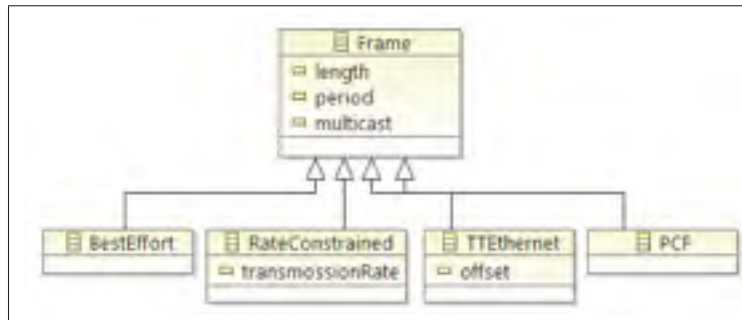 Frame
length
period
multicast
BestEffort
RateConstrained
transmossionRate
TTEthernet
offset
PCF